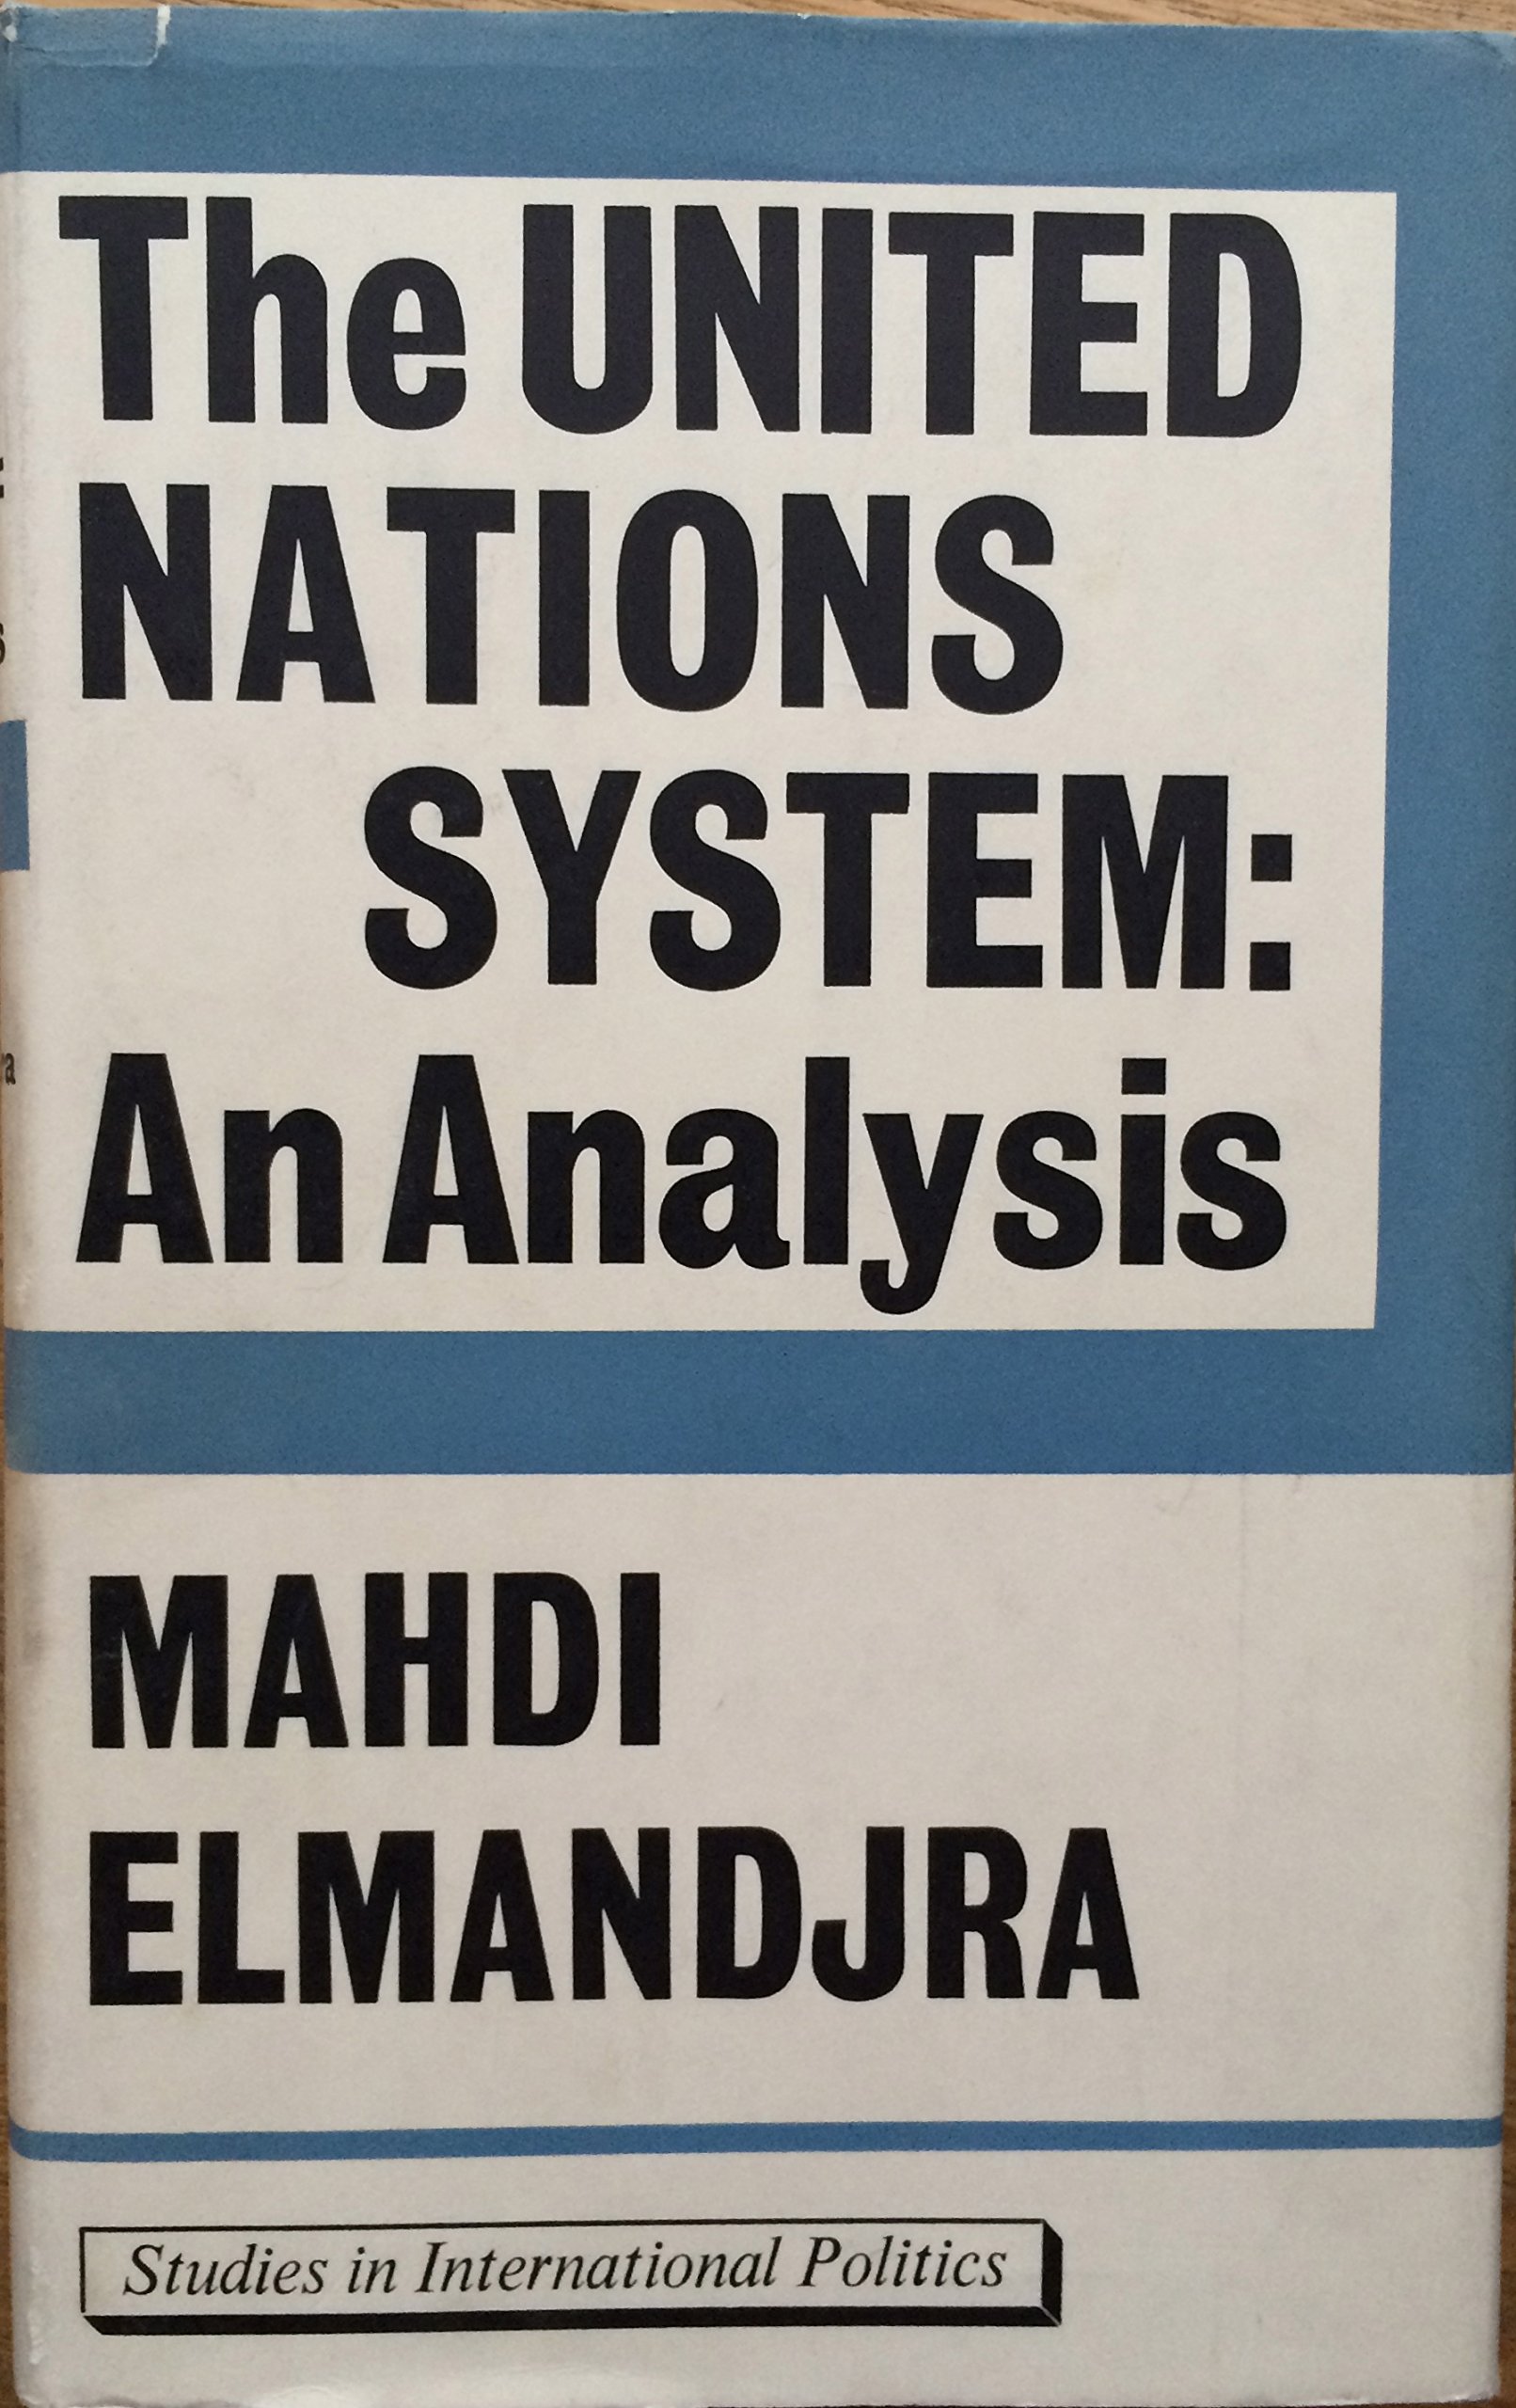 The UNITED
NATIONS
SYSTEM:
An Analysis
MAHDI
ELMANDJRA
Studies in International Politics